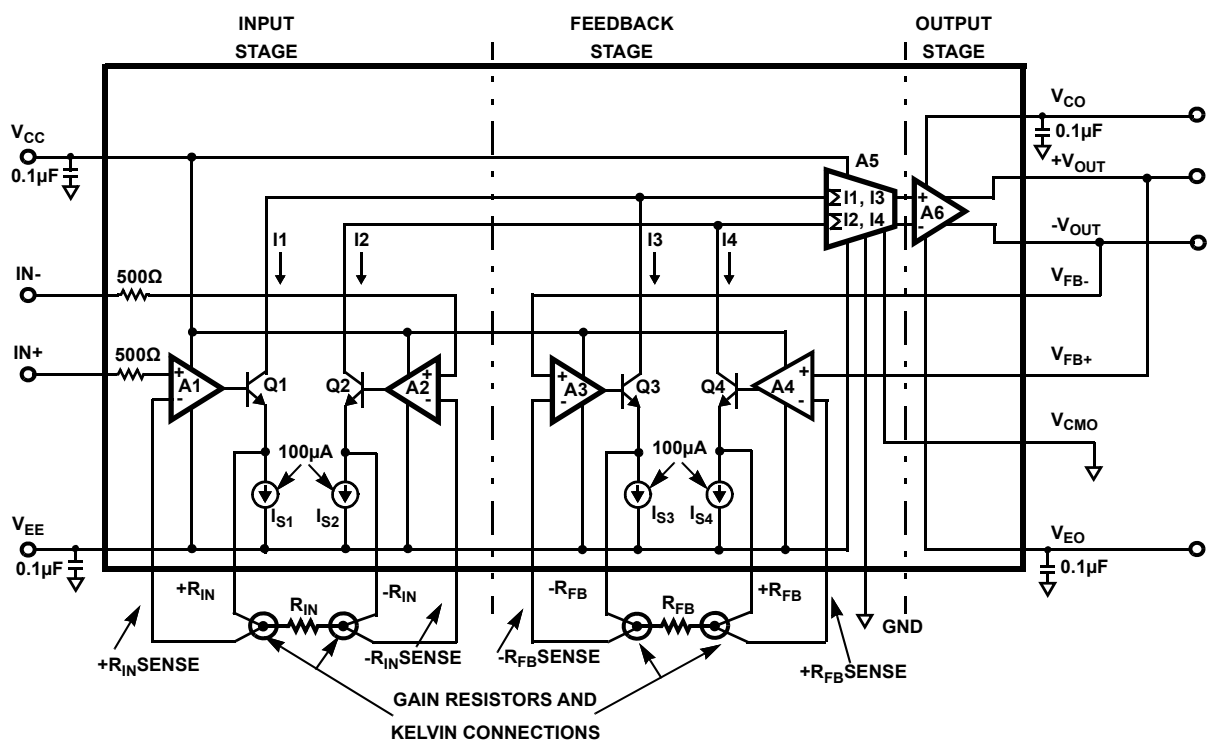 INPUT
STAGE
FEEDBACK
STAGE
OUTPUT
STAGE
VCC
0.1µF
VCO
0.1µF
A5
+VOUT
ΣI1, I3
ΣI2, I4
+
-
A6
-VOUT
I1
I2
I3
I4
IN-
500Ω
VFB-
IN+
500Ω
VFB+
+
-
A1
Q1
Q2
A2
+
-
+
-
A3
Q3
Q4
A4
+
-
VCMO
100µA
100µA
IS1
IS2
IS3
IS4
VEE
0.1µF
VEO
0.1µF
+RIN
-RIN
-RFB
+RFB
RIN
RFB
GND
+RINSENSE
-RINSENSE
-RFBSENSE
+RFBSENSE
GAIN RESISTORS AND
KELVIN CONNECTIONS